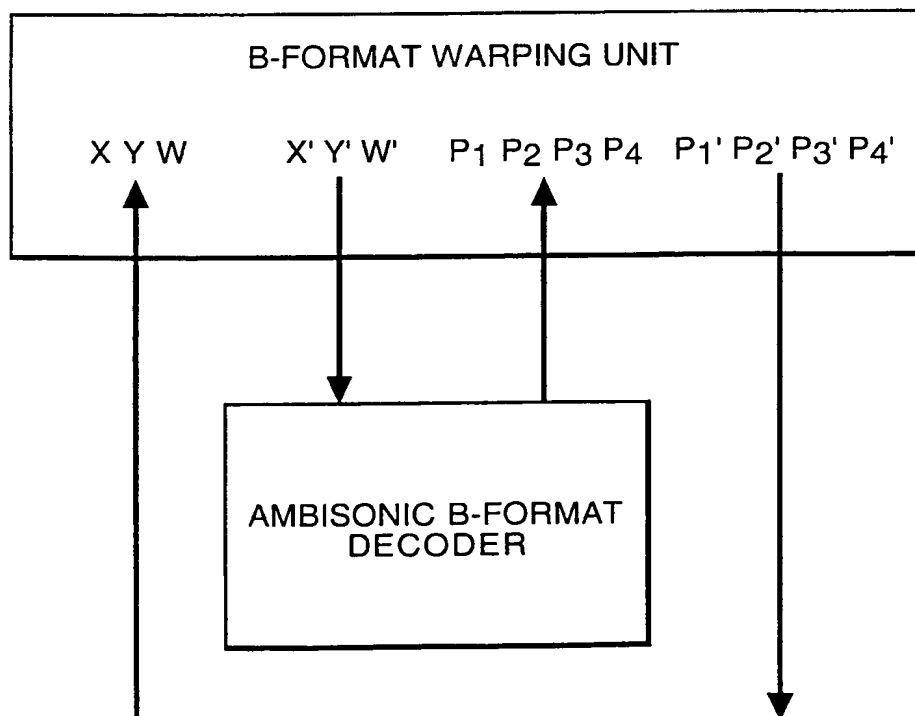 B-FORMAT WARPING UNIT
X Y W X' Y' W' P1 P2 P3 P4 P1' P2' P3' P4'
AMBISONIC B-FORMAT
DECODER